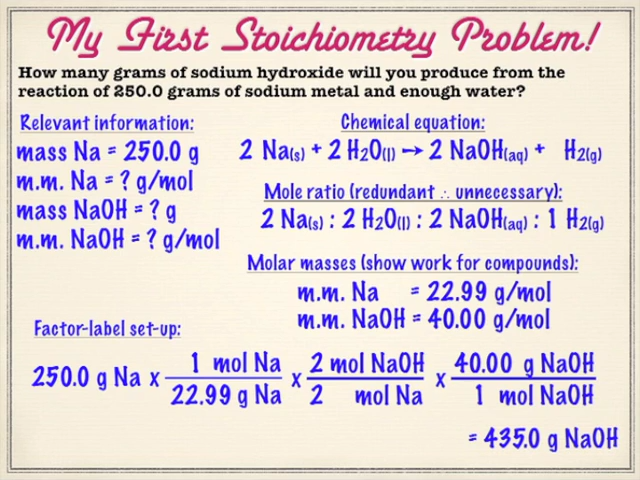 My First Stoichiometry Problem!
How many grams of sodium hydroxide will you produce from the
reaction of 250.0 grams of sodium metal and enough water?
Relevant information:
mass Na = 250.0 g
m.m. Na = ? g/mol
mass NaOH = ? g
m.m. NaOH = ? g/mol
Chemical equation:
2 Na(s) + 2 H2O(l) → 2 NaOH(aq) + H2(g)
Mole ratio (redundant ∴ unnecessary):
2 Na(s) : 2 H2O(l) : 2 NaOH(aq) : 1 H2(g)
Molar masses (show work for compounds):
m.m. Na = 22.99 g/mol
m.m. NaOH = 40.00 g/mol
Factor-label set-up:
1 mol Na 2 mol NaOH 40.00 g NaOH
250.0 g Na x x x
22.99 g Na 2 mol Na 1 mol NaOH
= 435.0 g NaOH